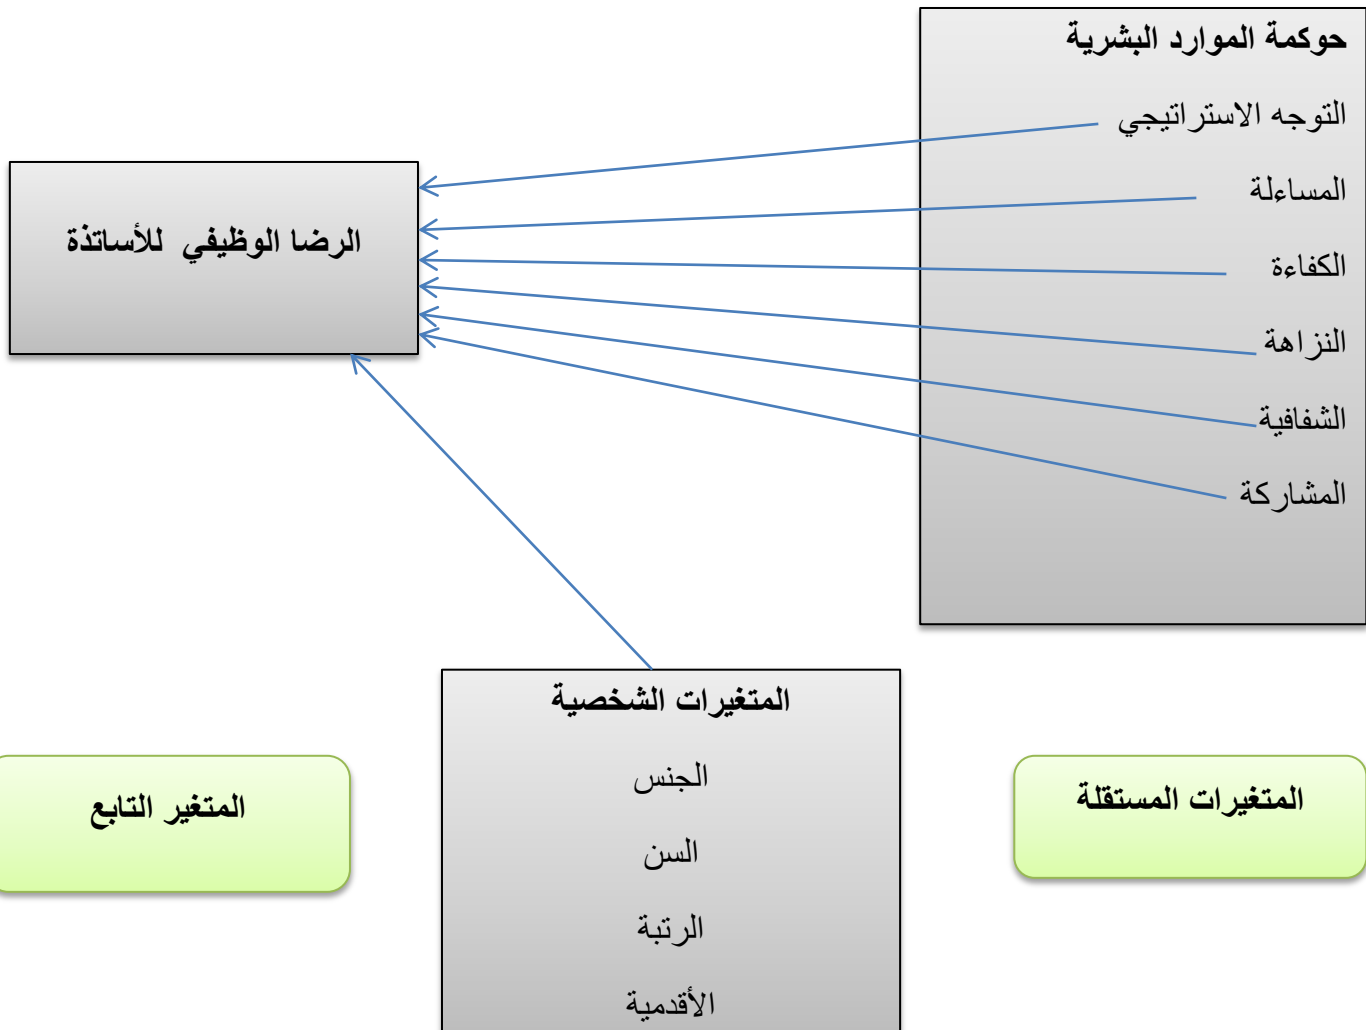 حوكمة الموارد البشرية
التوجه الاستراتيجي
المساءلة
الكفاءة
النزاهة
الشفافية
المشاركة
الرضا الوظيفي للأساتذة
المتغيرات الشخصية
الجنس
السن
الرتبة
الأقدمية
المتغيرات المستقلة
المتغير التابع